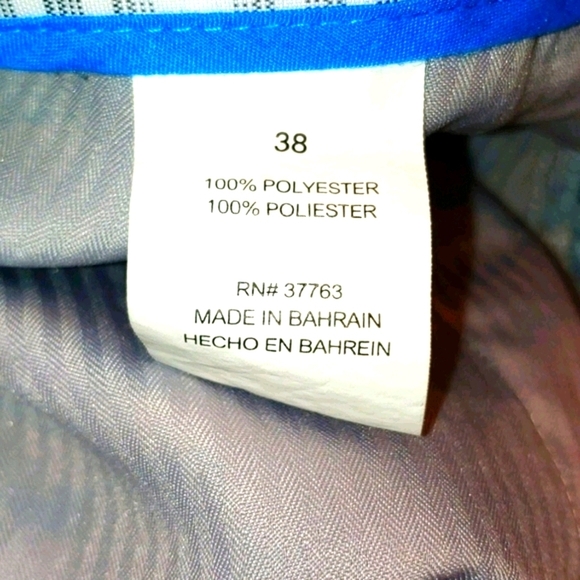 38
100% POLYESTER
100% POLIESTER
RN# 37763
MADE IN BAHRAIN
HECHO EN BAHREIN